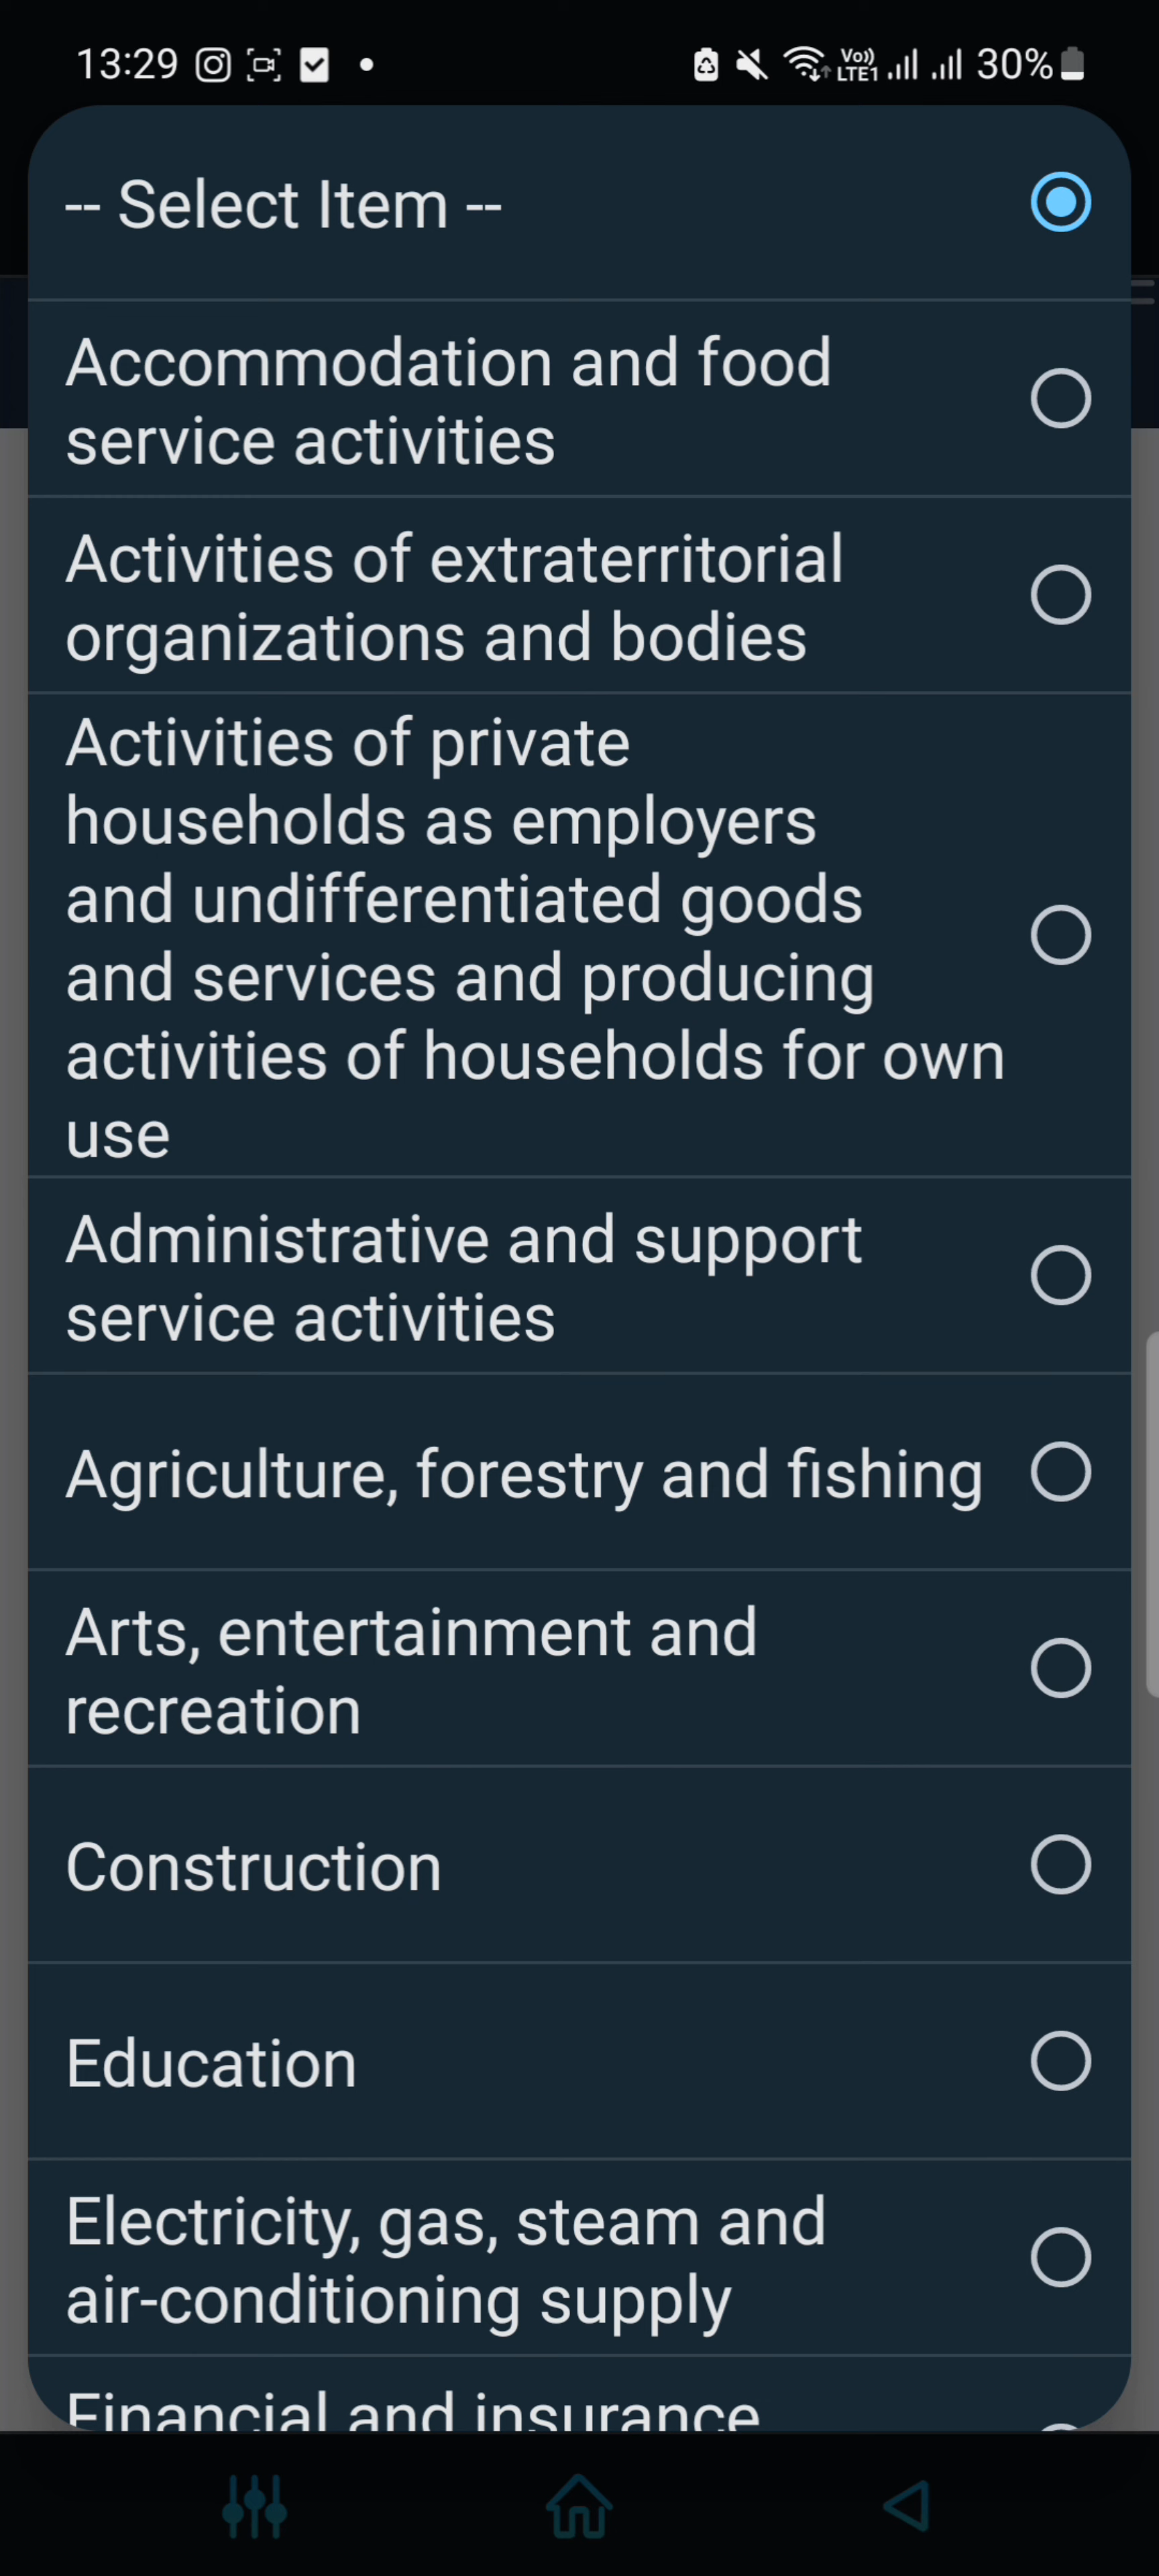 13:29
Vo))
LTE1
30%
-- Select Item --
Accommodation and food
service activities
Activities of extraterritorial
organizations and bodies
Activities of private
households as employers
and undifferentiated goods
and services and producing
activities of households for own
use
Administrative and support
service activities
Agriculture, forestry and fishing
Arts, entertainment and
recreation
Construction
Education
Electricity, gas, steam and
air-conditioning supply
Financial and insurance